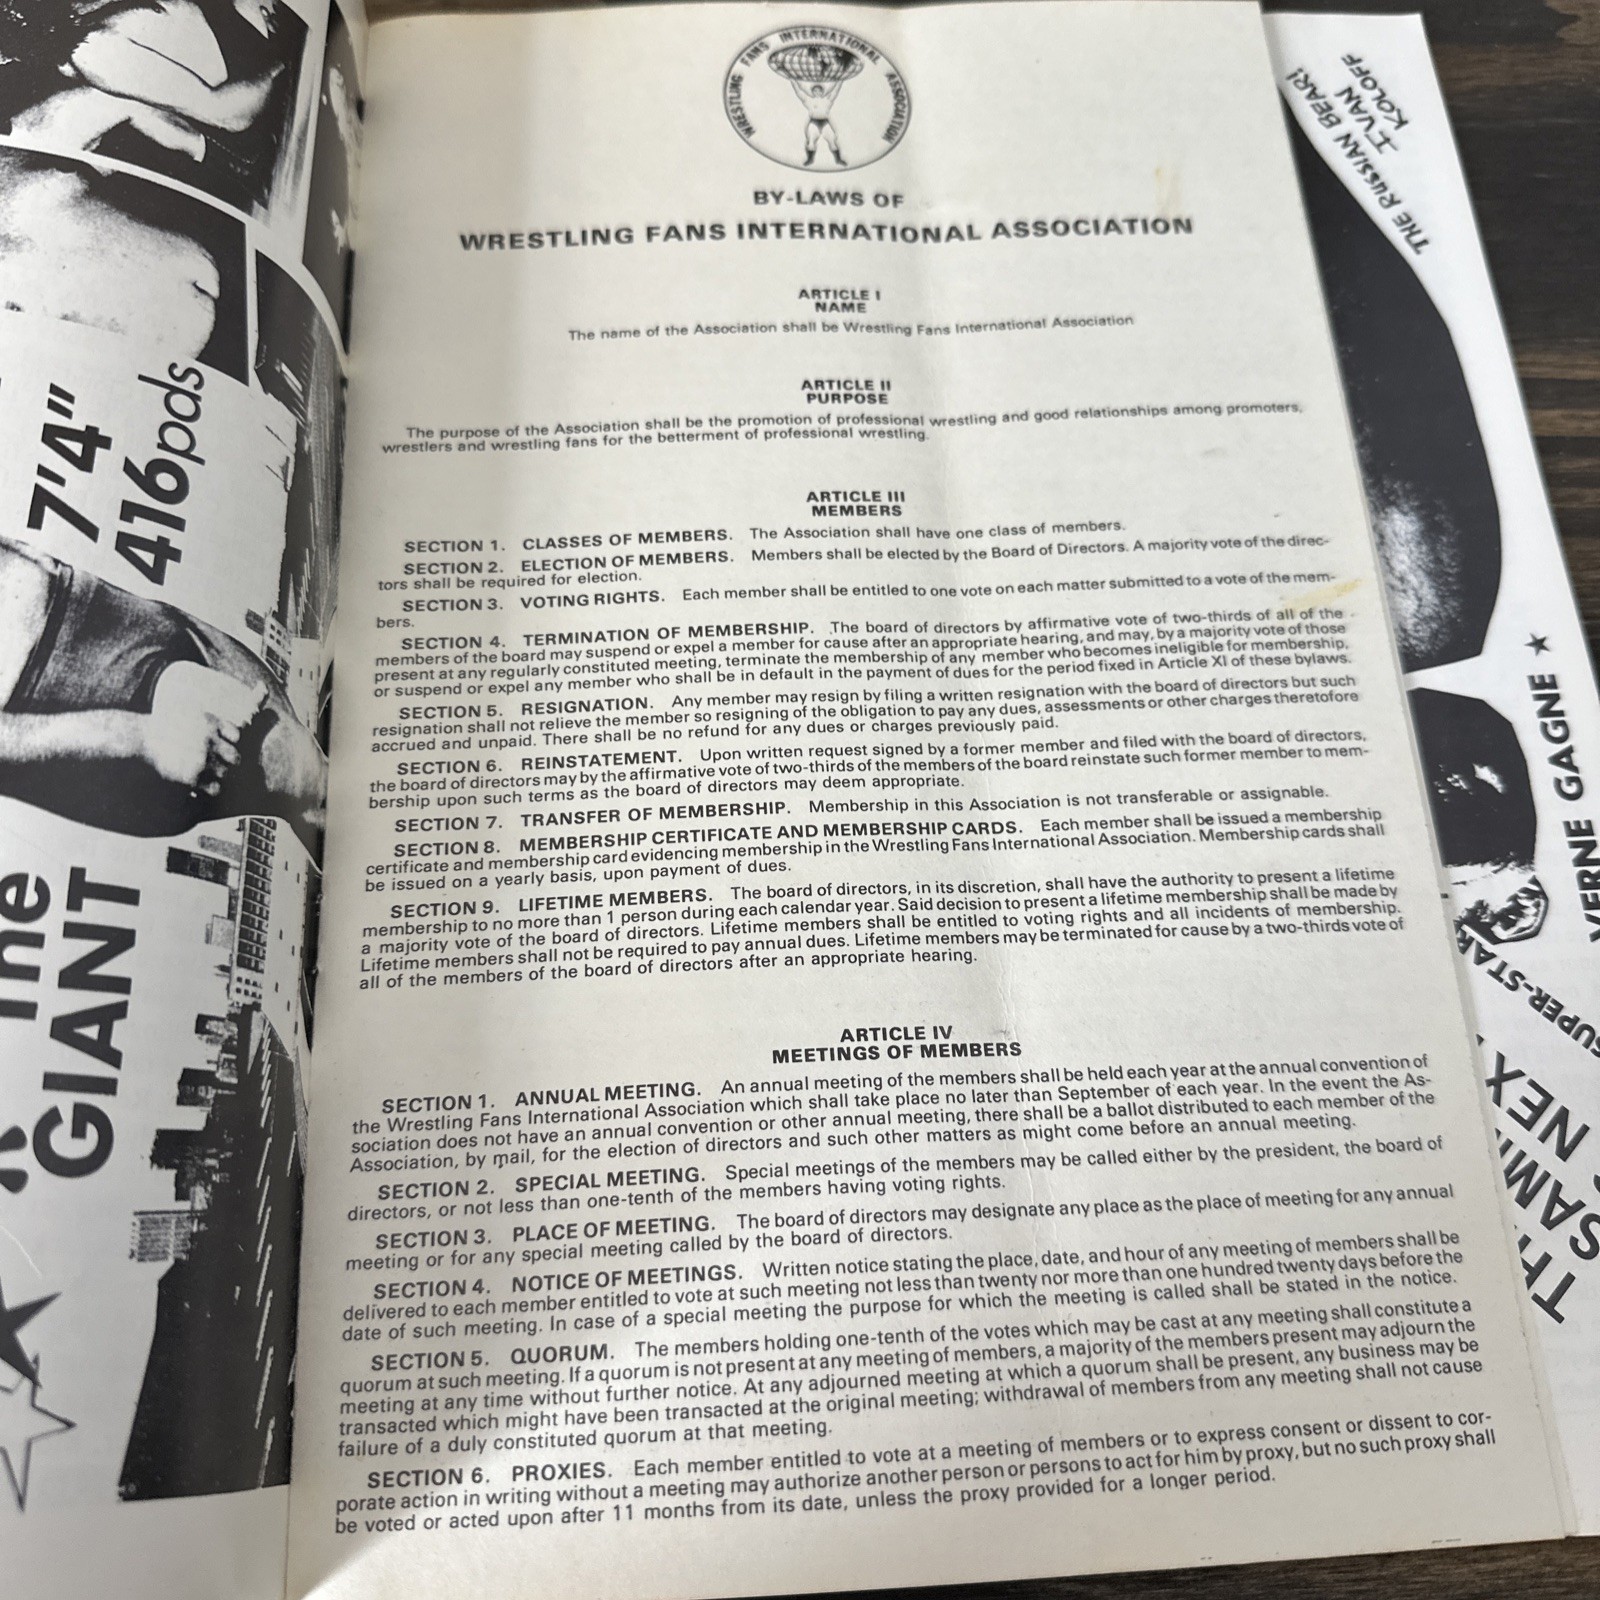 7'4"
416pds
The
GIANT
WRESTLING FANS INTERNATIONAL ASSOCIATION
BY-LAWS OF
WRESTLING FANS INTERNATIONAL ASSOCIATION
ARTICLE I
NAME
The name of the Association shall be Wrestling Fans International Association
ARTICLE II
PURPOSE
The purpose of the Association shall be the promotion of professional wrestling and good relationships among promoters,
wrestlers and wrestling fans for the betterment of professional wrestling.
ARTICLE III
MEMBERS
SECTION 1. CLASSES OF MEMBERS. The Association shall have one class of members.
SECTION 2. ELECTION OF MEMBERS. Members shall be elected by the Board of Directors. A majority vote of the direc-
tors shall be required for election.
SECTION 3. VOTING RIGHTS. Each member shall be entitled to one vote on each matter submitted to a vote of the mem-
bers.
SECTION 4. TERMINATION OF MEMBERSHIP. The board of directors by affirmative vote of two-thirds of all of the
members of the board may suspend or expel a member for cause after an appropriate hearing, and may, by a majority vote of those
present at any regularly constituted meeting, terminate the membership of any member who becomes ineligible for membership,
or suspend or expel any member who shall be in default in the payment of dues for the period fixed in Article XI of these bylaws.
SECTION 5. RESIGNATION. Any member may resign by filing a written resignation with the board of directors but such
resignation shall not relieve the member so resigning of the obligation to pay any dues, assessments or other charges theretofore
accrued and unpaid. There shall be no refund for any dues or charges previously paid.
SECTION 6. REINSTATEMENT. Upon written request signed by a former member and filed with the board of directors,
the board of directors may by the affirmative vote of two-thirds of the members of the board reinstate such former member to mem-
bership upon such terms as the board of directors may deem appropriate.
SECTION 7. TRANSFER OF MEMBERSHIP. Membership in this Association is not transferable or assignable.
SECTION 8. MEMBERSHIP CERTIFICATE AND MEMBERSHIP CARDS. Each member shall be issued a membership
certificate and membership card evidencing membership in the Wrestling Fans International Association. Membership cards shall
be issued on a yearly basis, upon payment of dues.
SECTION 9. LIFETIME MEMBERS. The board of directors, in its discretion, shall have the authority to present a lifetime
membership to no more than 1 person during each calendar year. Said decision to present a lifetime membership shall be made by
a majority vote of the board of directors. Lifetime members shall be entitled to voting rights and all incidents of membership.
Lifetime members shall not be required to pay annual dues. Lifetime members may be terminated for cause by a two-thirds vote of
all of the members of the board of directors after an appropriate hearing.
ARTICLE IV
MEETINGS OF MEMBERS
SECTION 1. ANNUAL MEETING. An annual meeting of the members shall be held each year at the annual convention of
the Wrestling Fans International Association which shall take place no later than September of each year. In the event the As-
sociation does not have an annual convention or other annual meeting, there shall be a ballot distributed to each member of the
Association, by mail, for the election of directors and such other matters as might come before an annual meeting.
SECTION 2. SPECIAL MEETING. Special meetings of the members may be called either by the president, the board of
directors, or not less than one-tenth of the members having voting rights.
SECTION 3. PLACE OF MEETING. The board of directors may designate any place as the place of meeting for any annual
meeting or for any special meeting called by the board of directors.
SECTION 4. NOTICE OF MEETINGS. Written notice stating the place, date, and hour of any meeting of members shall be
delivered to each member entitled to vote at such meeting not less than twenty nor more than one hundred twenty days before the
date of such meeting. In case of a special meeting the purpose for which the meeting is called shall be stated in the notice.
SECTION 5. QUORUM. The members holding one-tenth of the votes which may be cast at any meeting shall constitute a
quorum at such meeting. If a quorum is not present at any meeting of members, a majority of the members present may adjourn the
meeting at any time without further notice. At any adjourned meeting at which a quorum shall be present, any business may be
transacted which might have been transacted at the original meeting; withdrawal of members from any meeting shall not cause
failure of a duly constituted quorum at that meeting.
SECTION 6. PROXIES. Each member entitled to vote at a meeting of members or to express consent or dissent to cor-
porate action in writing without a meeting may authorize another person or persons to act for him by proxy, but no such proxy shall
be voted or acted upon after 11 months from its date, unless the proxy provided for a longer period.
THE RUSSIAN BEAR!
IVAN
KOLOFF
VERNE GAGNE
SUPER-STAR
NEX